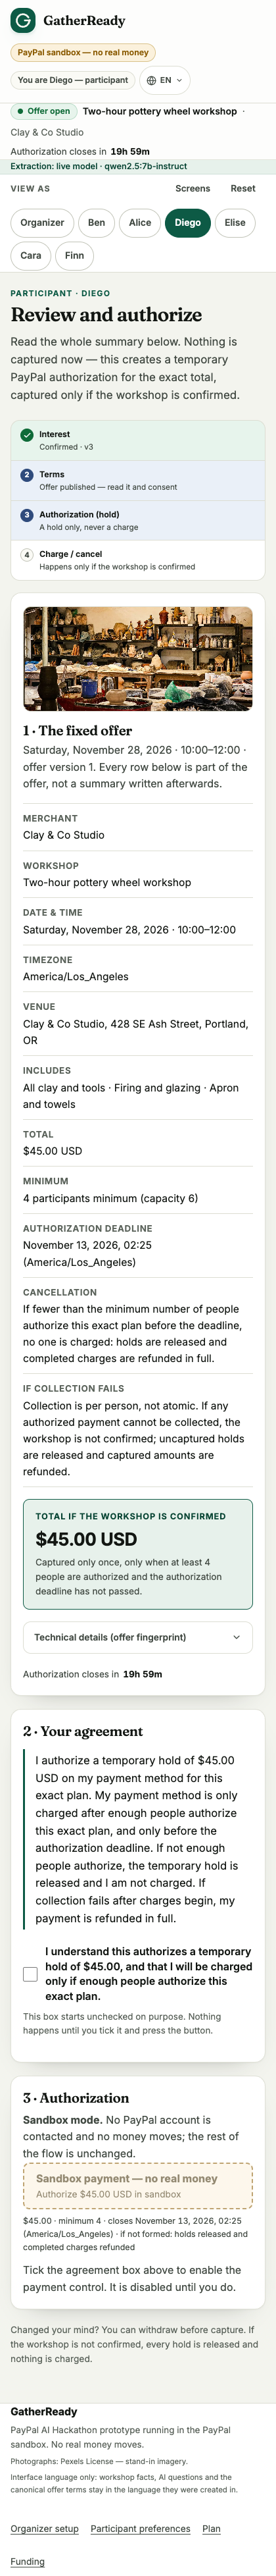 GatherReady
PayPal sandbox — no real money
You are Diego — participant
EN
Offer open
Two-hour pottery wheel workshop ·
Clay & Co Studio
Authorization closes in 19h 59m
Extraction: live model · qwen2.5:7b-instruct
VIEW AS
Screens
Reset
Organizer
Ben
Alice
Diego
Elise
Cara
Finn
PARTICIPANT · DIEGO
Review and authorize
Read the whole summary below. Nothing is
captured now — this creates a temporary
PayPal authorization for the exact total,
captured only if the workshop is confirmed.
Interest
Confirmed · v3
2
Terms
Offer published — read it and consent
3
Authorization (hold)
A hold only, never a charge
4
Charge / cancel
Happens only if the workshop is confirmed
1 · The fixed offer
Saturday, November 28, 2026 · 10:00–12:00 ·
offer version 1. Every row below is part of the
offer, not a summary written afterwards.
MERCHANT
Clay & Co Studio
WORKSHOP
Two-hour pottery wheel workshop
DATE & TIME
Saturday, November 28, 2026 · 10:00–12:00
TIMEZONE
America/Los_Angeles
VENUE
Clay & Co Studio, 428 SE Ash Street, Portland,
OR
INCLUDES
All clay and tools · Firing and glazing · Apron
and towels
TOTAL
$45.00 USD
MINIMUM
4 participants minimum (capacity 6)
AUTHORIZATION DEADLINE
November 13, 2026, 02:25
(America/Los_Angeles)
CANCELLATION
If fewer than the minimum number of people
authorize this exact plan before the deadline,
no one is charged: holds are released and
completed charges are refunded in full.
IF COLLECTION FAILS
Collection is per person, not atomic. If any
authorized payment cannot be collected, the
workshop is not confirmed; uncaptured holds
are released and captured amounts are
refunded.
TOTAL IF THE WORKSHOP IS CONFIRMED
$45.00 USD
Captured only once, only when at least 4
people are authorized and the authorization
deadline has not passed.
Technical details (offer fingerprint)
Authorization closes in 19h 59m
2 · Your agreement
I authorize a temporary hold of $45.00
USD on my payment method for this
exact plan. My payment method is only
charged after enough people authorize
this exact plan, and only before the
authorization deadline. If not enough
people authorize, the temporary hold is
released and I am not charged. If
collection fails after charges begin, my
payment is refunded in full.
I understand this authorizes a temporary
hold of $45.00, and that I will be charged
only if enough people authorize this
exact plan.
This box starts unchecked on purpose. Nothing
happens until you tick it and press the button.
3 · Authorization
Sandbox mode. No PayPal account is
contacted and no money moves; the rest of
the flow is unchanged.
Sandbox payment — no real money
Authorize $45.00 USD in sandbox
$45.00 · minimum 4 · closes November 13, 2026, 02:25
(America/Los_Angeles) · if not formed: holds released and
completed charges refunded
Tick the agreement box above to enable the
payment control. It is disabled until you do.
Changed your mind? You can withdraw before capture. If
the workshop is not confirmed, every hold is released and
nothing is charged.
GatherReady
PayPal AI Hackathon prototype running in the PayPal
sandbox. No real money moves.
Photographs: Pexels License — stand-in imagery.
Interface language only: workshop facts, AI questions and the
canonical offer terms stay in the language they were created in.
Organizer setup
Participant preferences
Plan
Funding